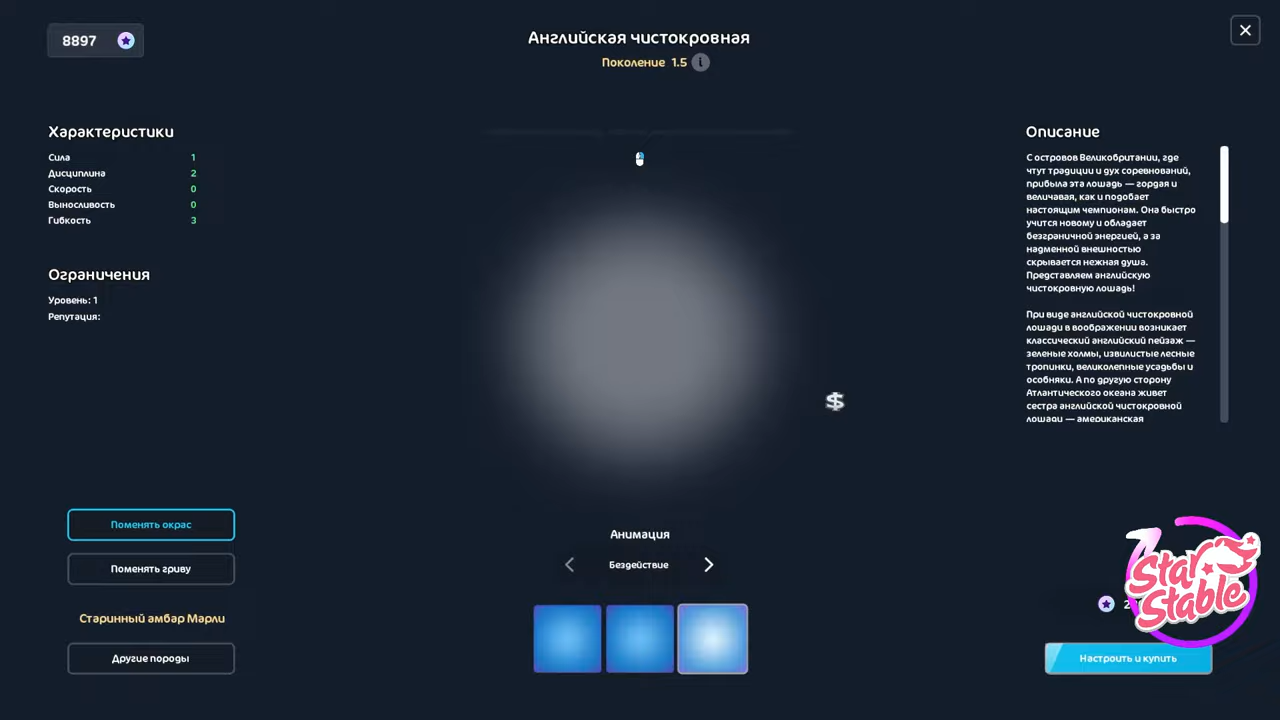 8897
Английская чистокровная
Поколение 1.5
Характеристики
Сила 1
Дисциплина 2
Скорость 0
Выносливость 0
Гибкость 3
Ограничения
Уровень: 1
Репутация:
Описание
С островов Великобритании, где
чтут традиции и дух соревнований,
прибыла эта лошадь — гордая и
величавая, как и подобает
настоящим чемпионам. Она быстро
учится новому и обладает
безграничной энергией, а за
надменной внешностью
скрывается нежная душа.
Представляем английскую
чистокровную лошадь!
При виде английской чистокровной
лошади в воображении возникает
классический английский пейзаж —
зеленые холмы, извилистые лесные
тропинки, великолепные усадьбы и
особняки. А по другую сторону
Атлантического океана живет
сестра английской чистокровной
лошади — американская
$
Поменять окрас
Поменять гриву
Старинный амбар Марли
Другие породы
Анимация
Бездействие
Star
Stable
Настроить и купить